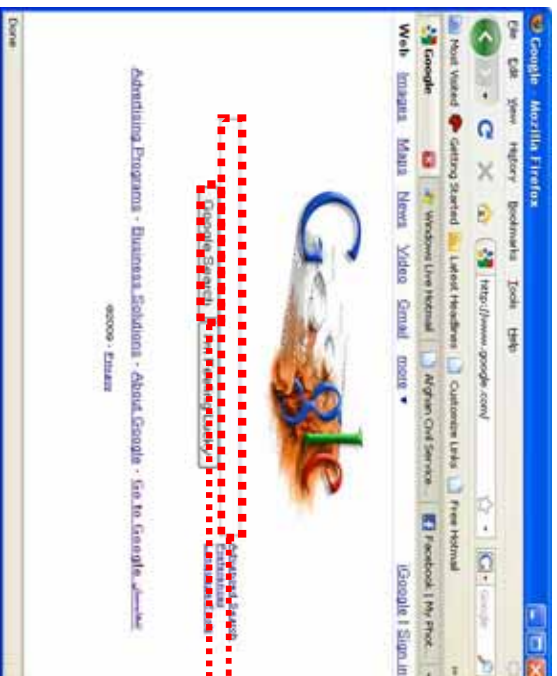 Google - Mozilla Firefox
File Edit View History Bookmarks Tools Help
http://www.google.com/
Google
Most Visited Getting Started Latest Headlines Customize Links Free Hotmail
Google Windows Live Hotmail Afghan Civil Service... Facebook | My Phot...
Web Images Maps News Video Gmail more ▼
iGoogle | Sign in
Google
Advanced Search
Preferences
Google Search
Advertising Programs - Business Solutions - About Google - Go to Google افغانستان
©2009 - Privacy
Done